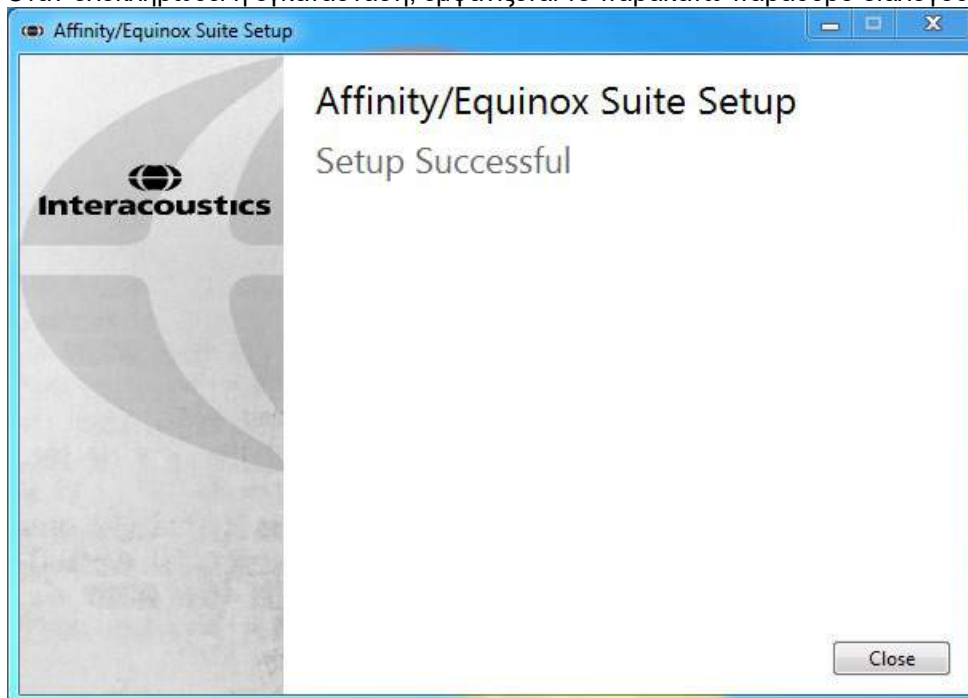 Affinity/Equinox Suite Setup
Affinity/Equinox Suite Setup
Setup Successful
Interacoustics
Close